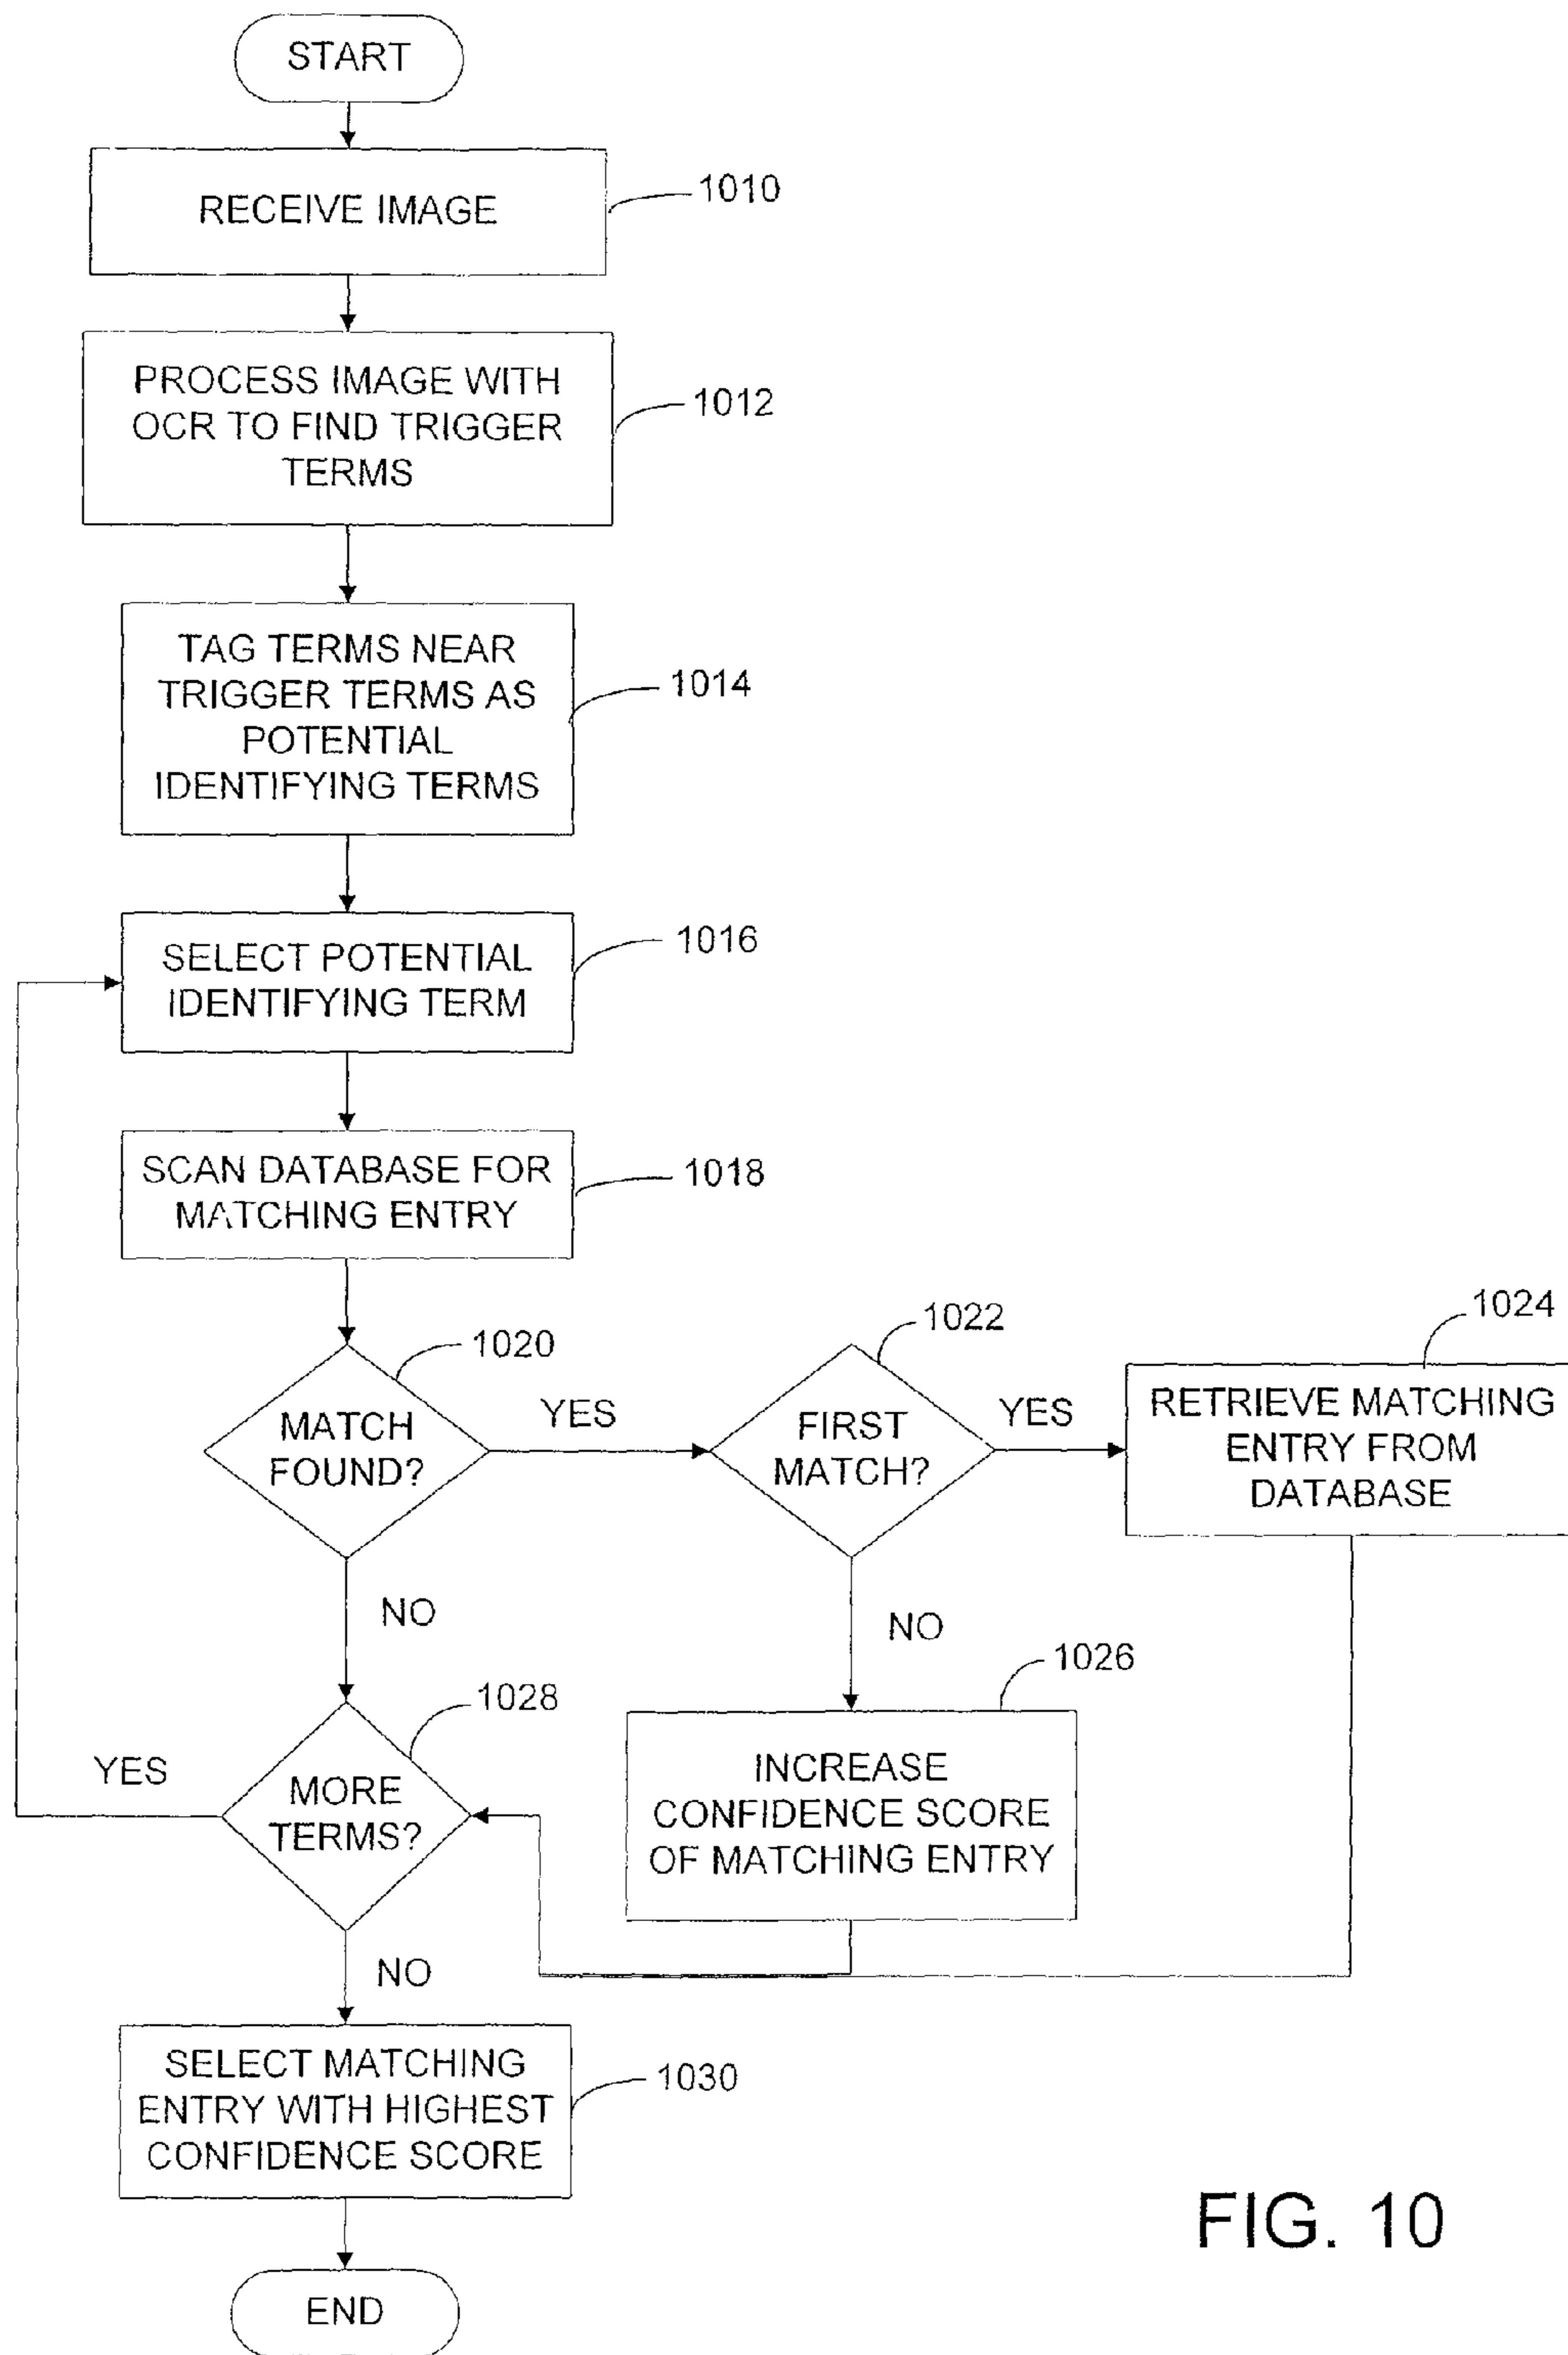 START
RECEIVE IMAGE
1010
PROCESS IMAGE WITH
OCR TO FIND TRIGGER
TERMS
1012
TAG TERMS NEAR
TRIGGER TERMS AS
POTENTIAL
IDENTIFYING TERMS
1014
SELECT POTENTIAL
IDENTIFYING TERM
1016
SCAN DATABASE FOR
MATCHING ENTRY
1018
MATCH
FOUND?
1020
YES
NO
FIRST
MATCH?
1022
YES
NO
RETRIEVE MATCHING
ENTRY FROM
DATABASE
1024
INCREASE
CONFIDENCE SCORE
OF MATCHING ENTRY
1026
MORE
TERMS?
1028
YES
NO
SELECT MATCHING
ENTRY WITH HIGHEST
CONFIDENCE SCORE
1030
END
FIG. 10